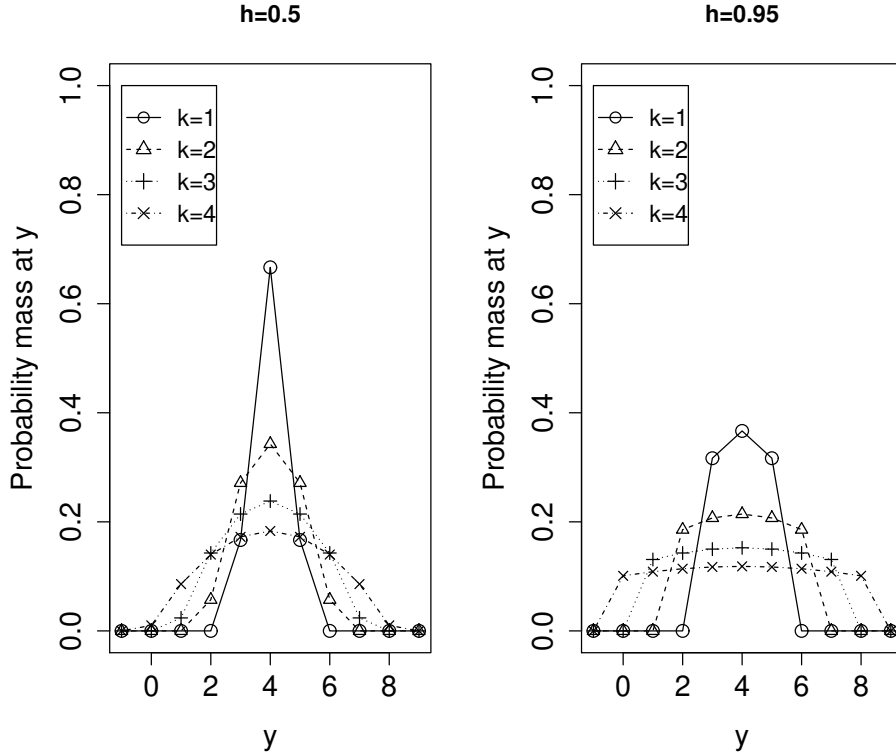 h=0.5
k=1
k=2
k=3
k=4
Probability mass at y
1.0
0.8
0.6
0.4
0.2
0.0
0 2 4 6 8
y
h=0.95
k=1
k=2
k=3
k=4
Probability mass at y
1.0
0.8
0.6
0.4
0.2
0.0
0 2 4 6 8
y